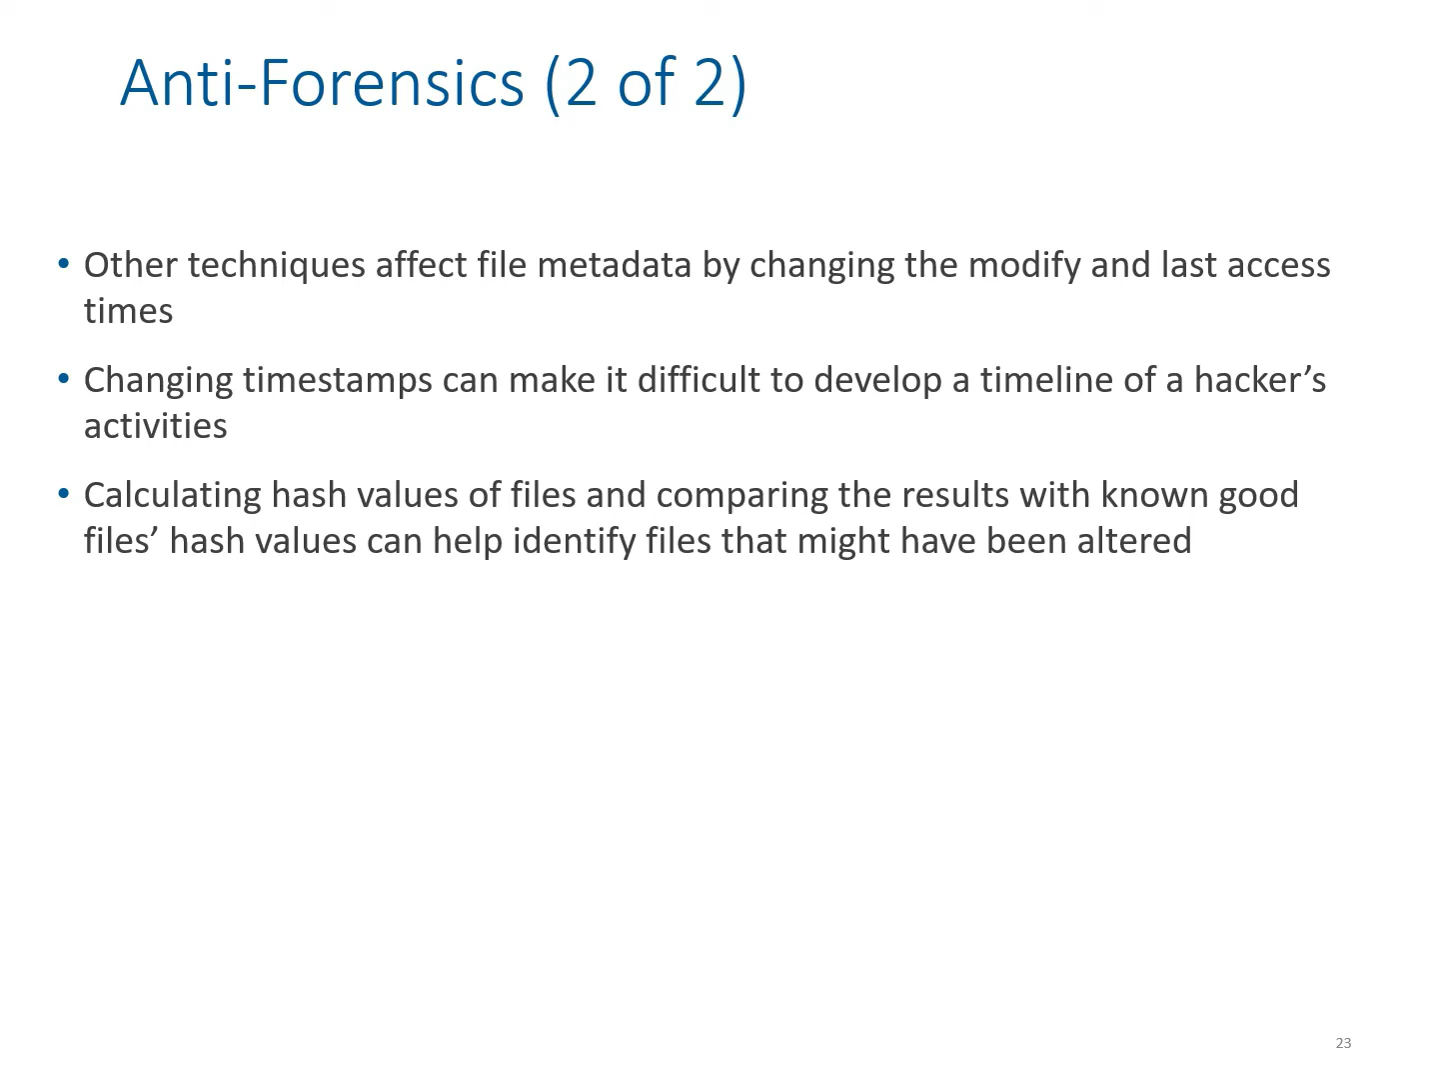 Anti-Forensics (2 of 2)
• Other techniques affect file metadata by changing the modify and last access
times
• Changing timestamps can make it difficult to develop a timeline of a hacker’s
activities
• Calculating hash values of files and comparing the results with known good
files’ hash values can help identify files that might have been altered
23